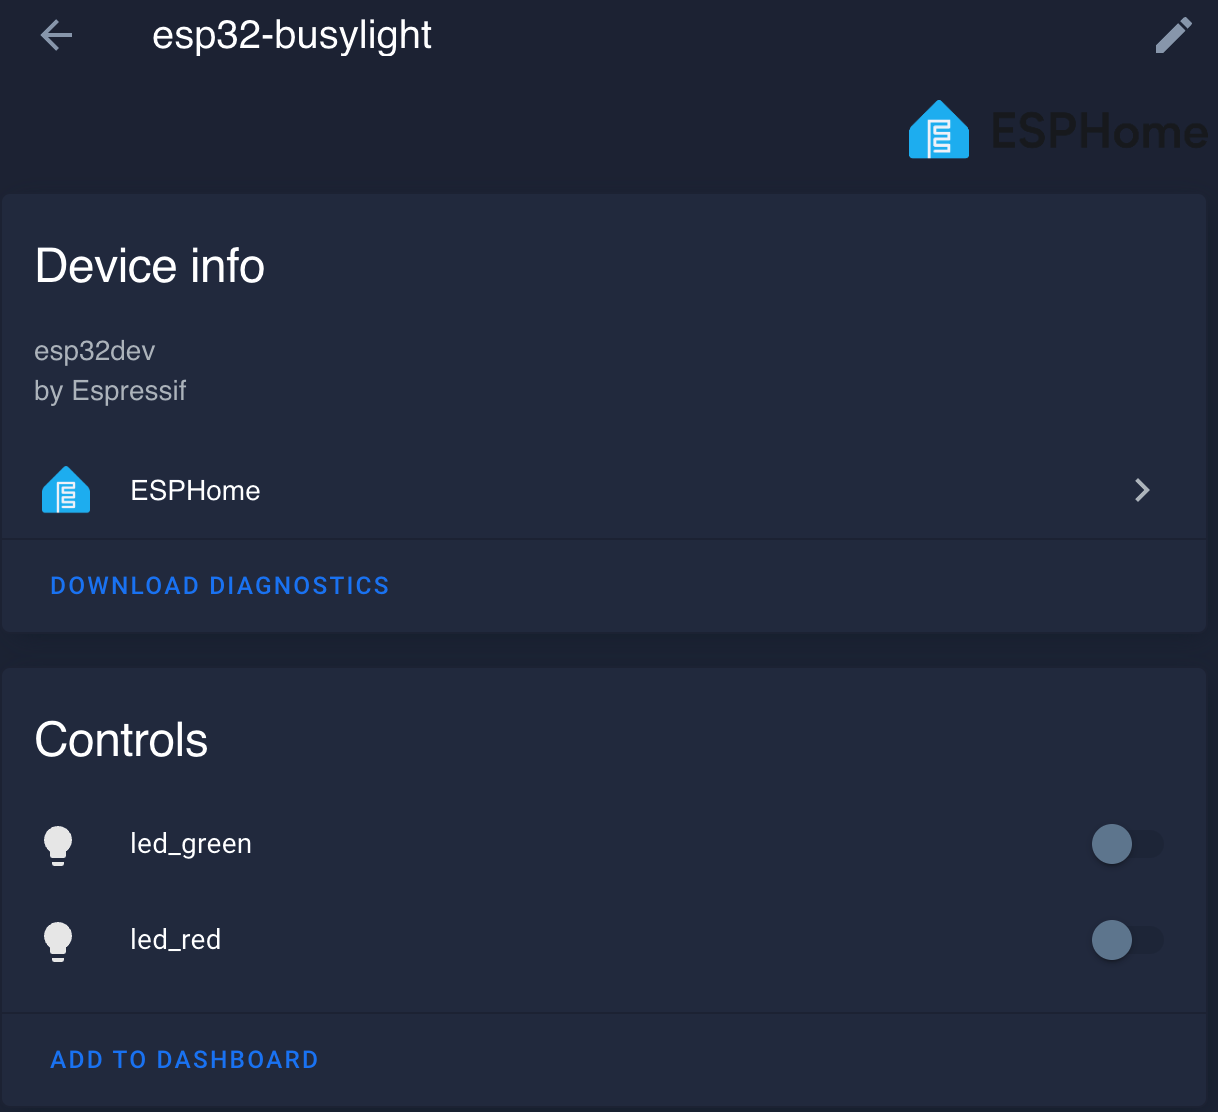 esp32-busylight
ESPHome
Device info
esp32dev
by Espressif
ESPHome
DOWNLOAD DIAGNOSTICS
Controls
led_green
led_red
ADD TO DASHBOARD